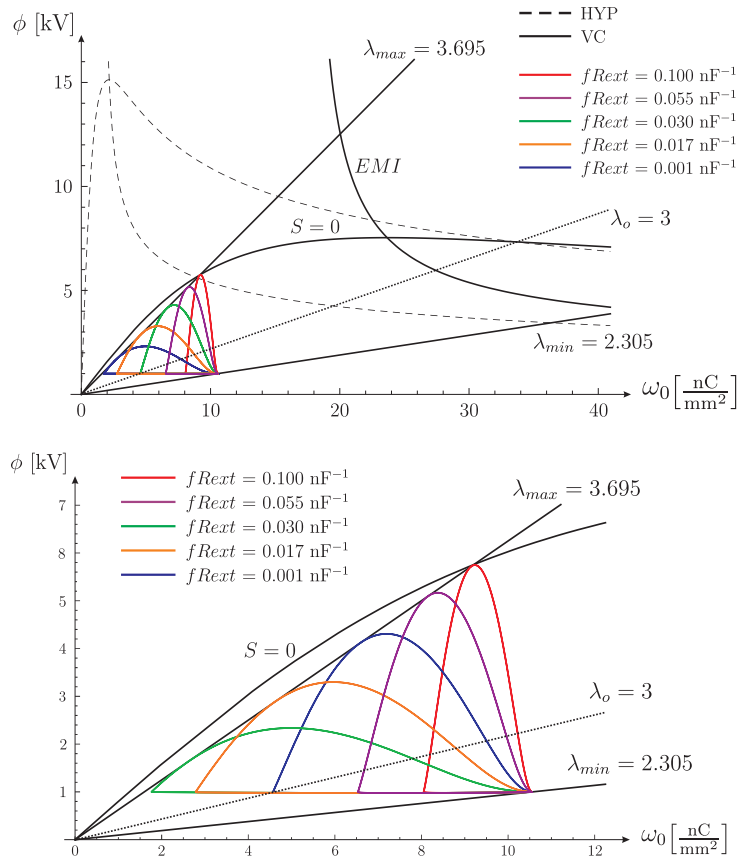 ϕ [kV]
HYP
VC
λmax = 3.695
fRext = 0.100 nF⁻¹
fRext = 0.055 nF⁻¹
fRext = 0.030 nF⁻¹
fRext = 0.017 nF⁻¹
fRext = 0.001 nF⁻¹
15
10
5
0
EMI
S = 0
λo = 3
λmin = 2.305
0 10 20 30 40
ω0 [nC/mm²]
ϕ [kV]
fRext = 0.100 nF⁻¹
fRext = 0.055 nF⁻¹
fRext = 0.030 nF⁻¹
fRext = 0.017 nF⁻¹
fRext = 0.001 nF⁻¹
λmax = 3.695
7
8
5
4
3
2
1
0
S = 0
λo = 3
λmin = 2.305
0 2 4 6 8 10 12
ω0 [nC/mm²]